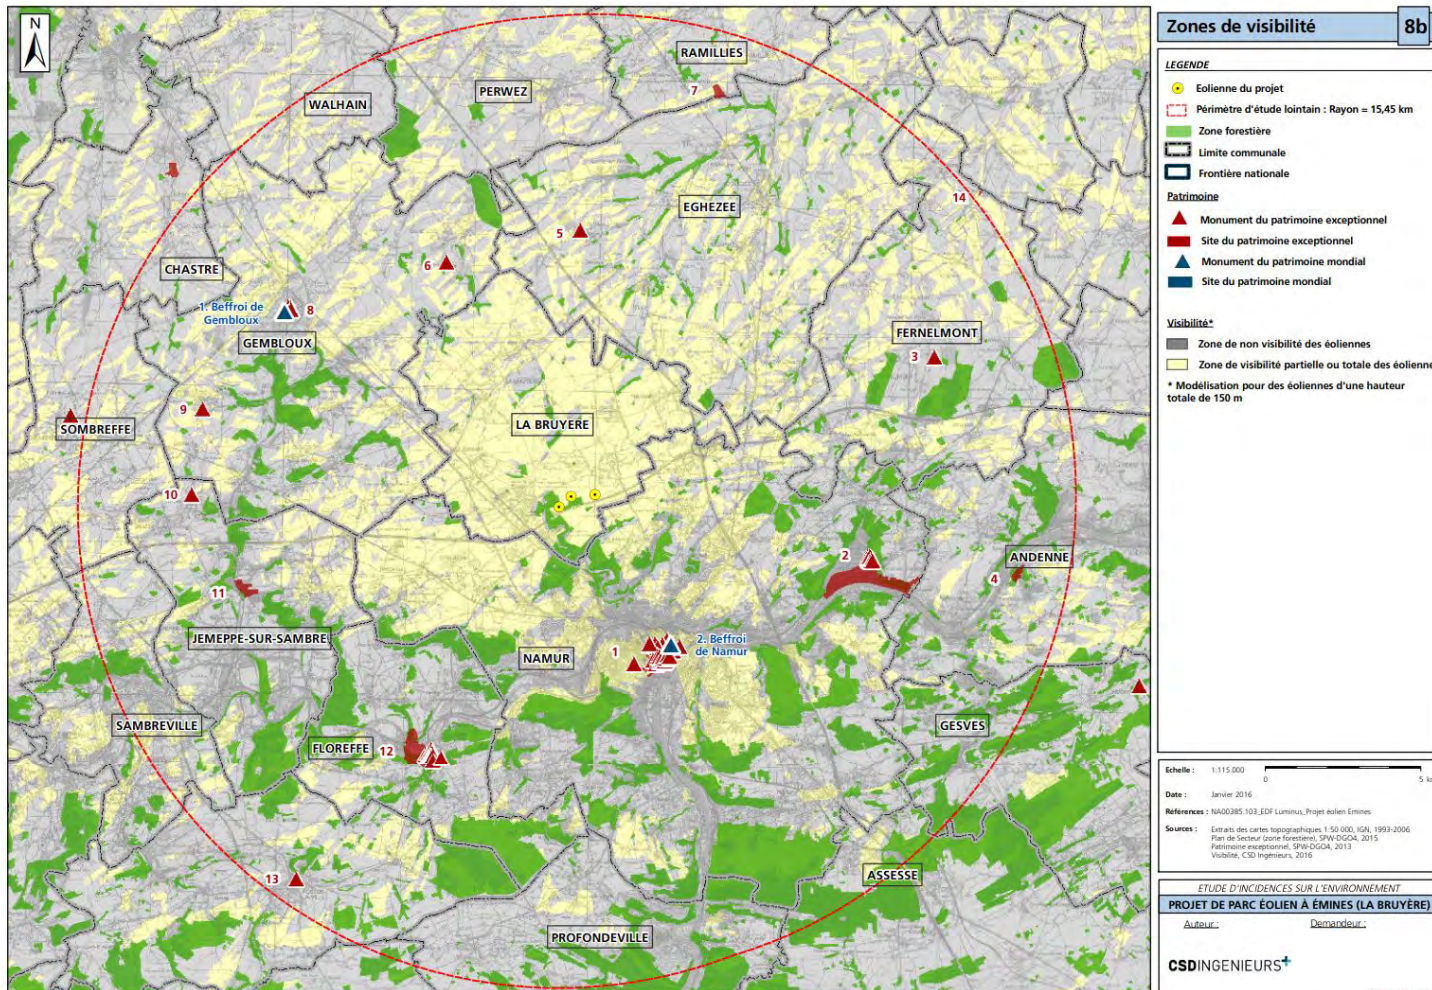 N
RAMILLIES
7
WALHAIN
PERWEZ
14
EGHEZEE
5
6
CHASTRE
1. Beffroi de
Gembloux
8
GEMBLOUX
FERNELMONT
3
9
SOMBREFFE
LA BRUYERE
10
2
ANDENNE
4
11
JEMEPPE-SUR-SAMBRE
NAMUR
1
2. Beffroi
de Namur
SAMBREVILLE
GESVES
FLOREFFE
12
13
ASSESSE
PROFONDEVILLE
Zones de visibilité
8b
LEGENDE
Eolienne du projet
Périmètre d'étude lointain : Rayon = 15,45 km
Zone forestière
Limite communale
Frontière nationale
Patrimoine
Monument du patrimoine exceptionnel
Site du patrimoine exceptionnel
Monument du patrimoine mondial
Site du patrimoine mondial
Visibilité*
Zone de non visibilité des éoliennes
Zone de visibilité partielle ou totale des éolienne
* Modélisation pour des éoliennes d'une hauteur
totale de 150 m
Echelle : 1:115.000
0 5 k
Date : Janvier 2016
Références : NA00385.103_EDF Luminus_Projet éolien Emines
Sources : Extraits des cartes topographiques 1:50 000, IGN, 1993-2006
Plan de Secteur (zone forestière), SPW-DGO4, 2015
Patrimoine exceptionnel, SPW-DGO4, 2013
Visibilité, CSD Ingénieurs, 2016
ETUDE D'INCIDENCES SUR L'ENVIRONNEMENT
PROJET DE PARC ÉOLIEN À ÉMINES (LA BRUYÈRE)
Auteur : Demandeur :
CSDINGENIEURS+